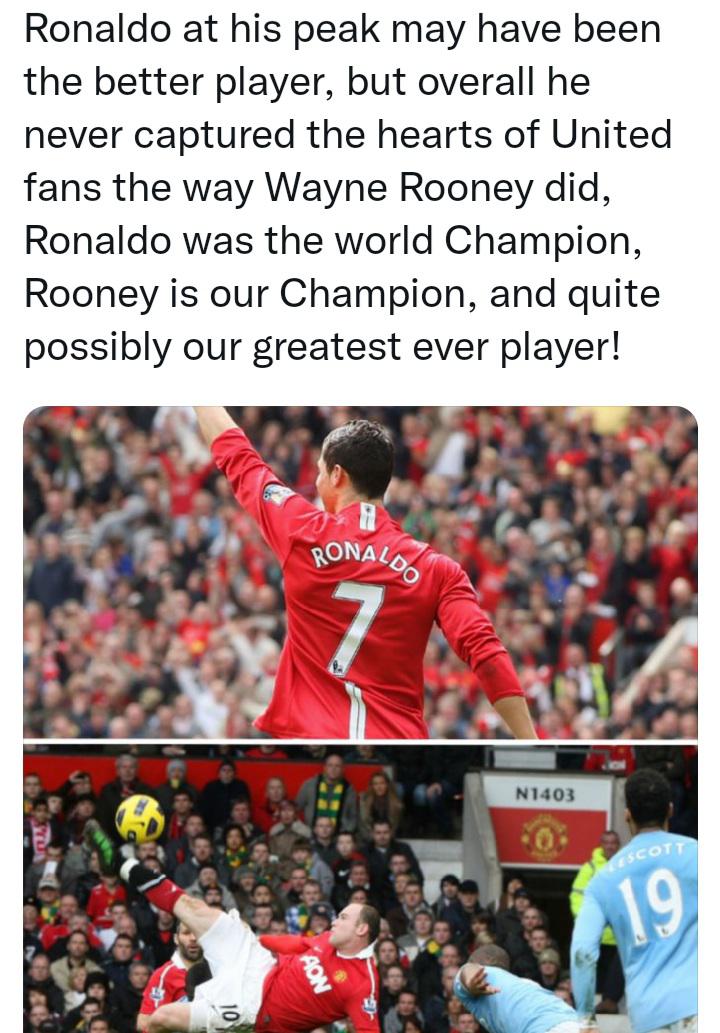 Ronaldo at his peak may have been
the better player, but overall he
never captured the hearts of United
fans the way Wayne Rooney did,
Ronaldo was the world Champion,
Rooney is our Champion, and quite
possibly our greatest ever player!
RONALDO
7
N1403
LESCOTT
19
AON
10